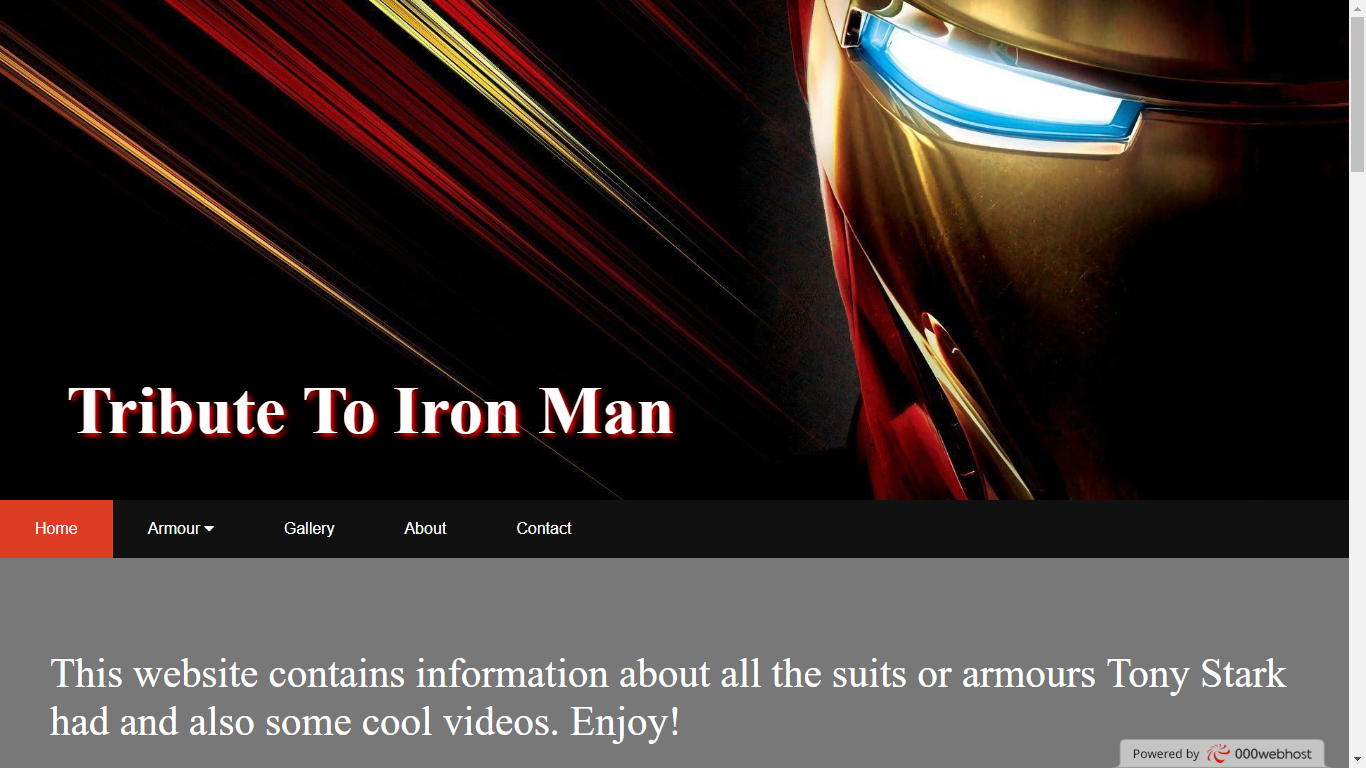 Tribute To Iron Man
Home Armour Gallery About Contact
This website contains information about all the suits or armours Tony Stark
had and also some cool videos. Enjoy!
Powered by 000webhost